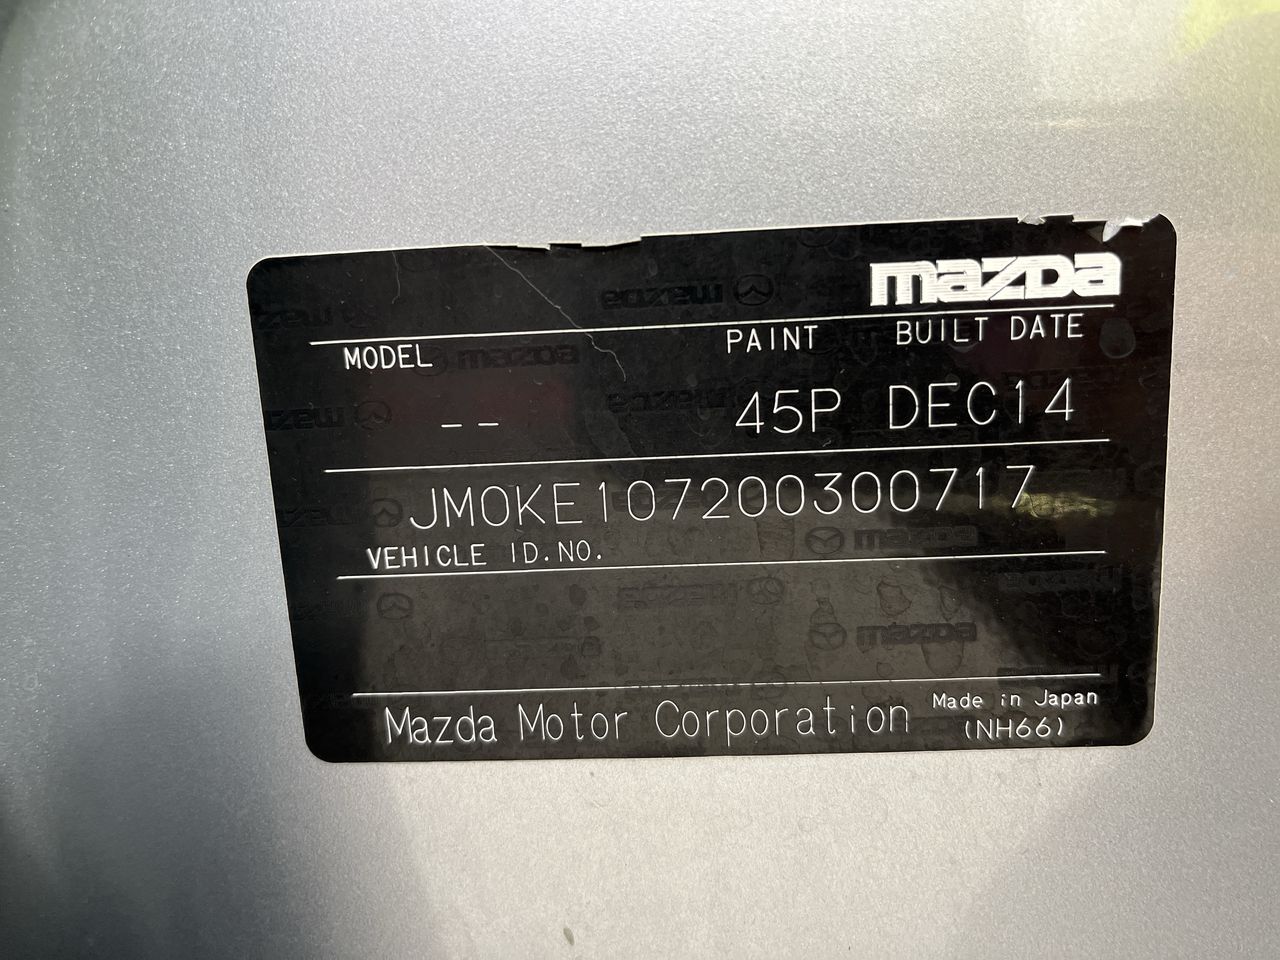 mazda
MODEL PAINT BUILT DATE
-- 45P DEC14
JM0KE107200300717
VEHICLE ID.NO.
Mazda Motor Corporation Made in Japan
(NH66)